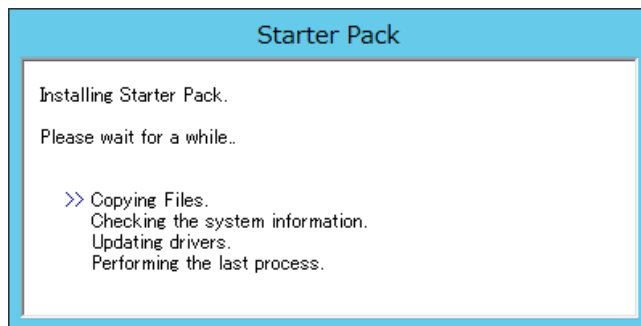 Starter Pack
Installing Starter Pack.
Please wait for a while..
>> Copying Files.
Checking the system information.
Updating drivers.
Performing the last process.